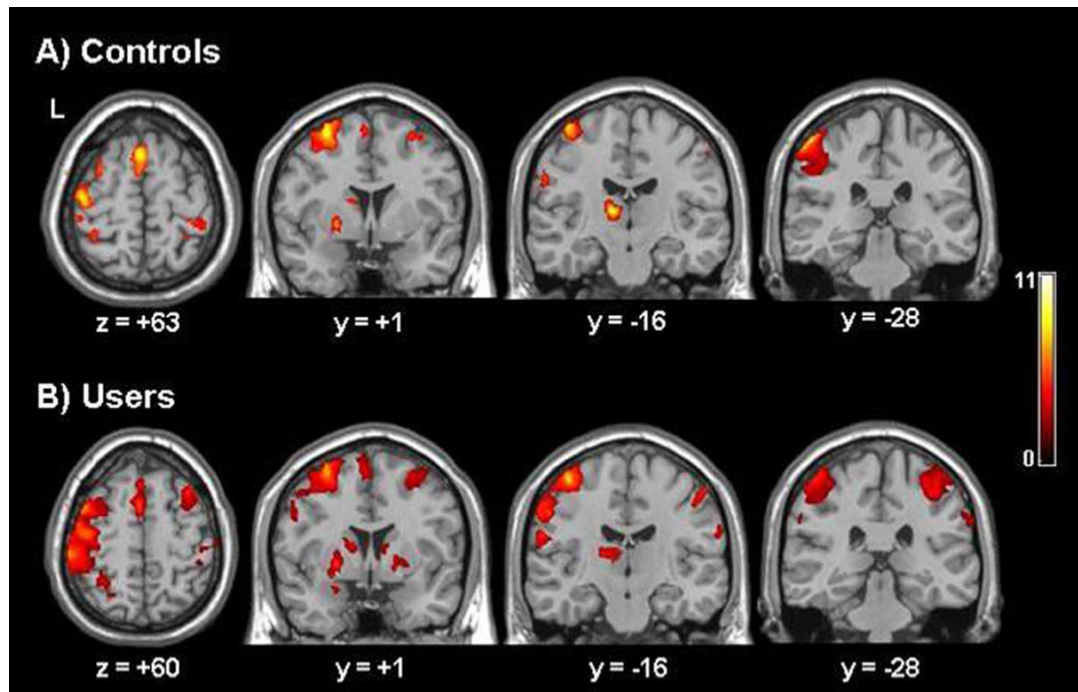 A) Controls
L
z = +63
y = +1
y = -16
y = -28
11
0
B) Users
z = +60
y = +1
y = -16
y = -28